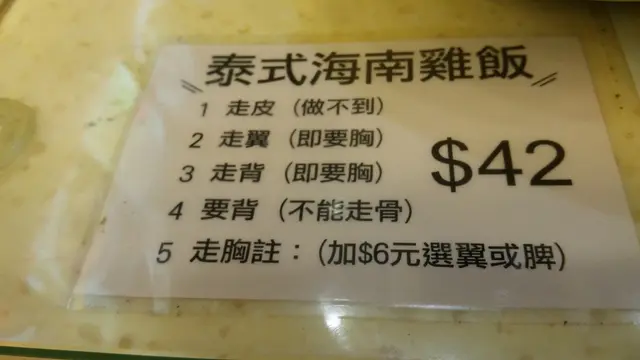 泰式海南雞飯
1 走皮 (做不到)
2 走翼 (即要胸)
3 走背 (即要胸)
$42
4 要背 (不能走骨)
5 走胸註：(加$6元選翼或脾)